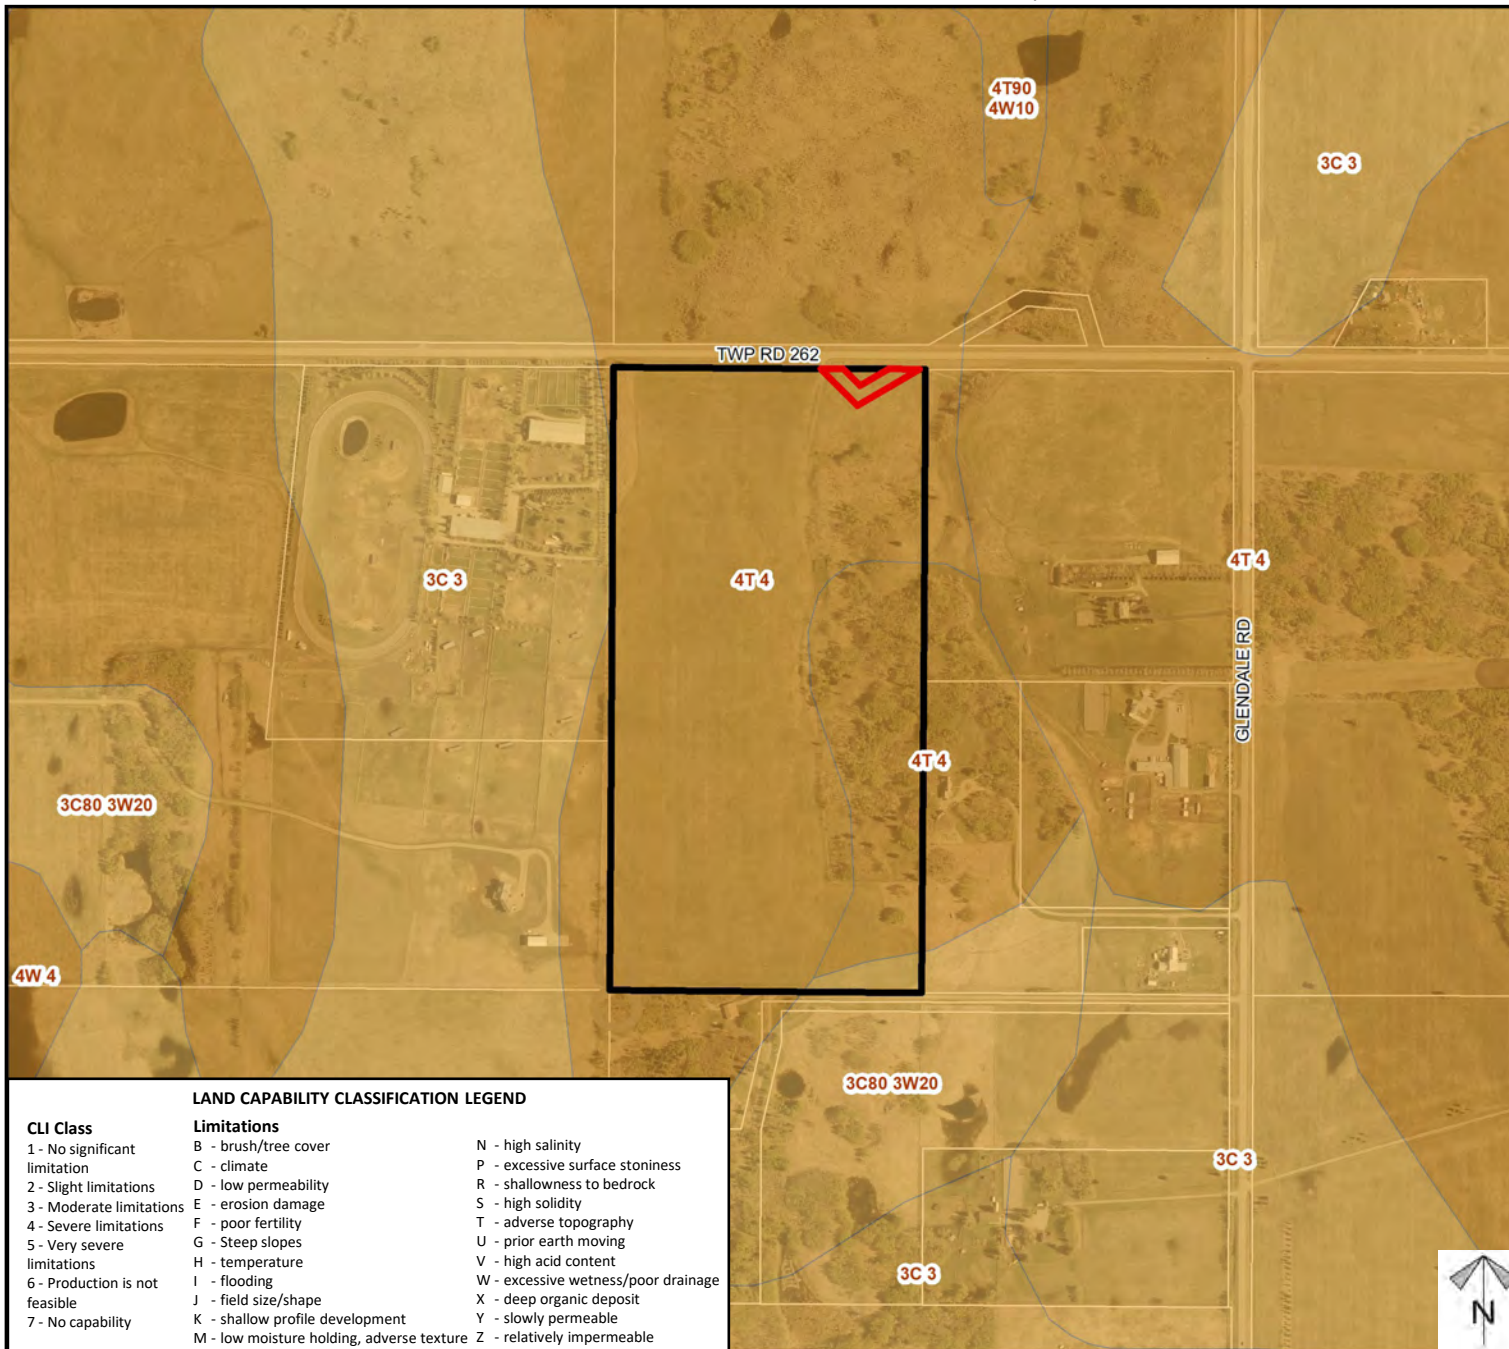 4T90
4W10
3C 3
TWP RD 262
3C 3
4T 4
4T 4
GLENDALE RD
4T 4
3C80 3W20
4W 4
3C80 3W20
3C 3
3C 3
LAND CAPABILITY CLASSIFICATION LEGEND
CLI Class
1 - No significant
limitation
2 - Slight limitations
3 - Moderate limitations
4 - Severe limitations
5 - Very severe
limitations
6 - Production is not
feasible
7 - No capability
Limitations
B - brush/tree cover
C - climate
D - low permeability
E - erosion damage
F - poor fertility
G - Steep slopes
H - temperature
I - flooding
J - field size/shape
K - shallow profile development
M - low moisture holding, adverse texture
N - high salinity
P - excessive surface stoniness
R - shallowness to bedrock
S - high solidity
T - adverse topography
U - prior earth moving
V - high acid content
W - excessive wetness/poor drainage
X - deep organic deposit
Y - slowly permeable
Z - relatively impermeable
N